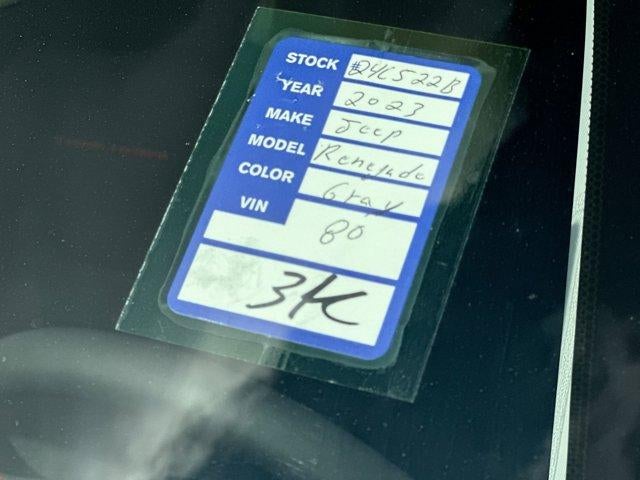 STOCK #24C522B
YEAR 2023
MAKE Jeep
MODEL Renegade
COLOR Gray
VIN 80
3K